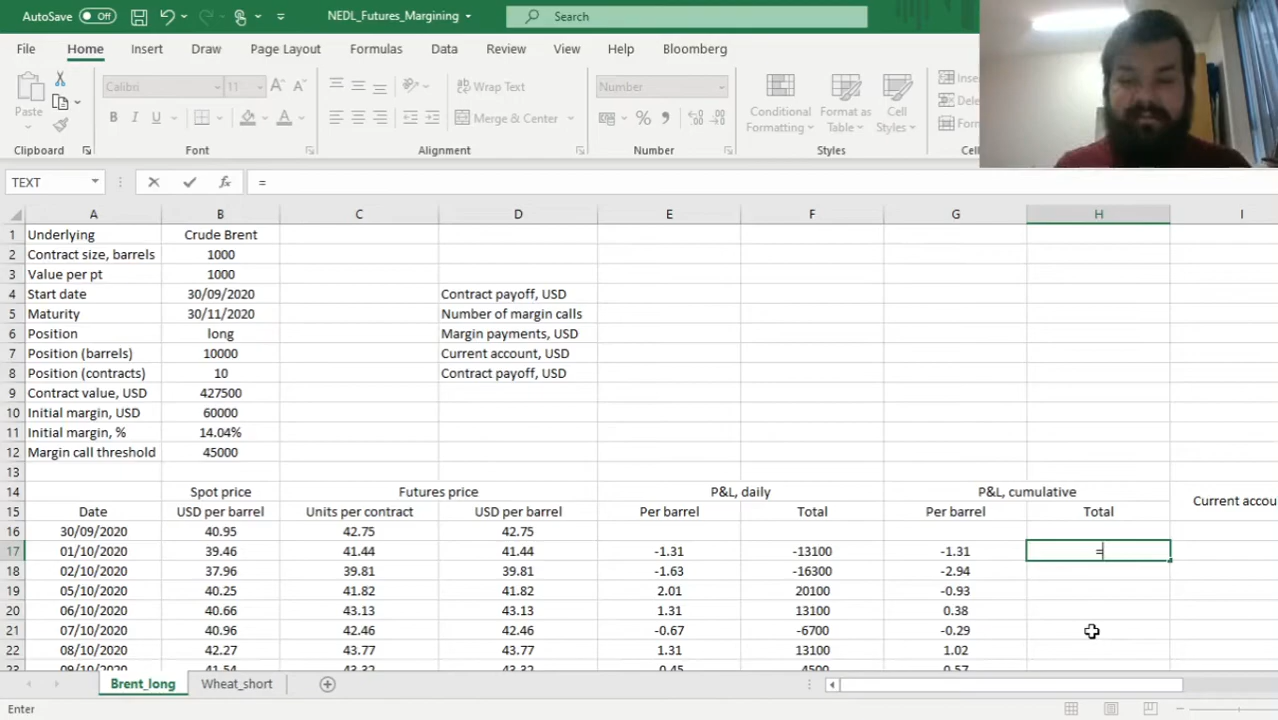 AutoSave Off NEDL_Futures_Margining Search
File Home Insert Draw Page Layout Formulas Data Review View Help Bloomberg
Calibri 11 Wrap Text Number
Paste Merge & Center Conditional Formatting Format as Table Cell Styles
Clipboard Font Alignment Number Styles
TEXT =
A B C D E F G H I
1 Underlying Crude Brent
2 Contract size, barrels 1000
3 Value per pt 1000
4 Start date 30/09/2020 Contract payoff, USD
5 Maturity 30/11/2020 Number of margin calls
6 Position long Margin payments, USD
7 Position (barrels) 10000 Current account, USD
8 Position (contracts) 10 Contract payoff, USD
9 Contract value, USD 427500
10 Initial margin, USD 60000
11 Initial margin, % 14.04%
12 Margin call threshold 45000
13
14 Spot price Futures price P&L, daily P&L, cumulative
Current accou
15 Date USD per barrel Units per contract USD per barrel Per barrel Total Per barrel Total
16 30/09/2020 40.95 42.75 42.75
17 01/10/2020 39.46 41.44 41.44 -1.31 -13100 -1.31 =
18 02/10/2020 37.96 39.81 39.81 -1.63 -16300 -2.94
19 05/10/2020 40.25 41.82 41.82 2.01 20100 -0.93
20 06/10/2020 40.66 43.13 43.13 1.31 13100 0.38
21 07/10/2020 40.96 42.46 42.46 -0.67 -6700 -0.29
22 08/10/2020 42.27 43.77 43.77 1.31 13100 1.02
23 09/10/2020 41.54 43.32 43.32 -0.45 -4500 0.57
Brent_long Wheat_short
Enter